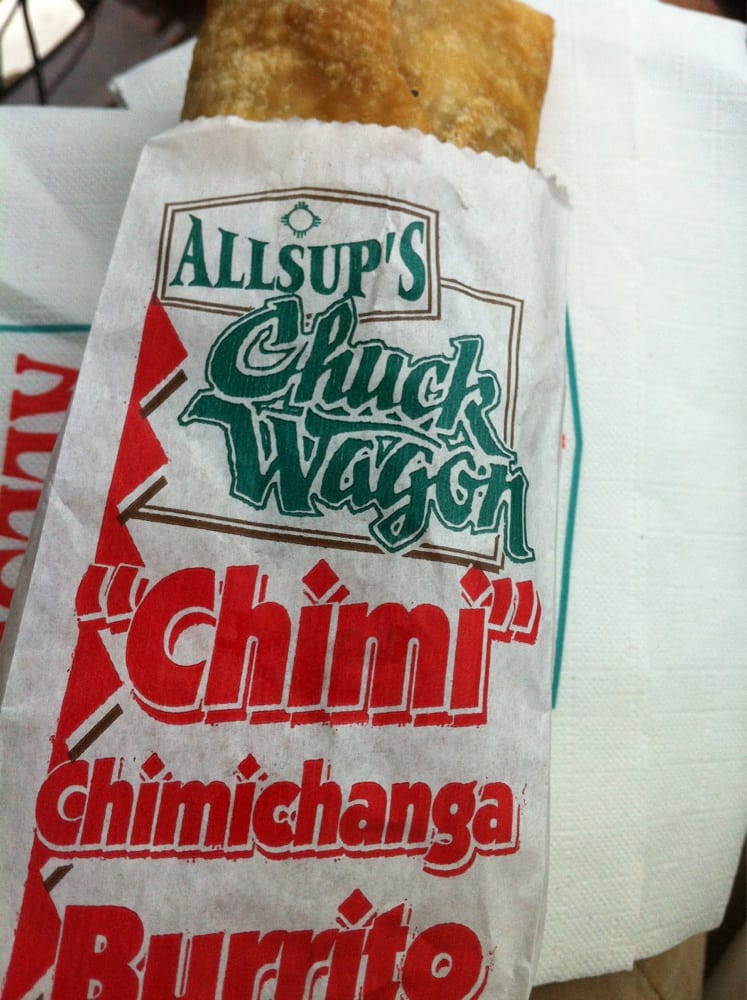 ALLSUP'S
Chuck
Wagon
"Chimi"
Chimichanga
Burrito